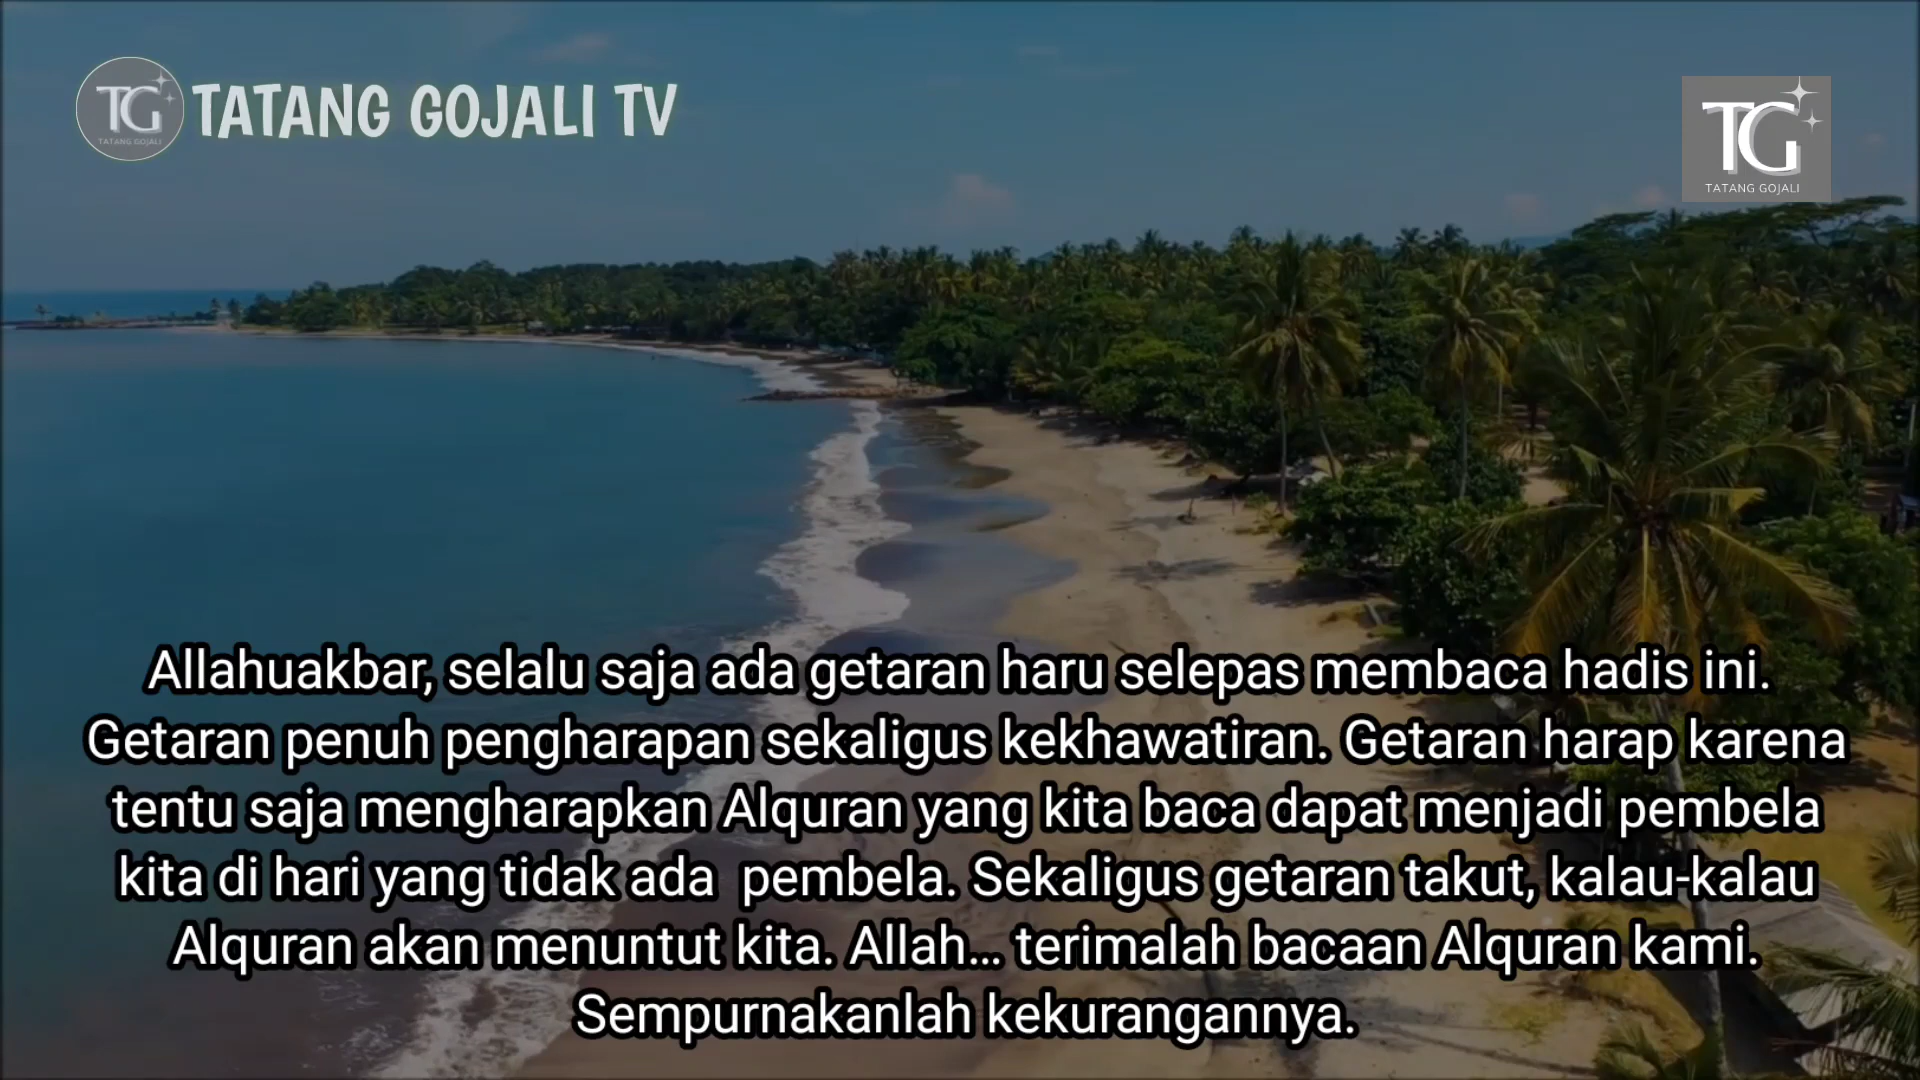 TG
TATANG GOJALI
TATANG GOJALI TV
TG
TATANG GOJALI
Allahuakbar, selalu saja ada getaran haru selepas membaca hadis ini.
Getaran penuh pengharapan sekaligus kekhawatiran. Getaran harap karena
tentu saja mengharapkan Alquran yang kita baca dapat menjadi pembela
kita di hari yang tidak ada  pembela. Sekaligus getaran takut, kalau-kalau
Alquran akan menuntut kita. Allah... terimalah bacaan Alquran kami.
Sempurnakanlah kekurangannya.